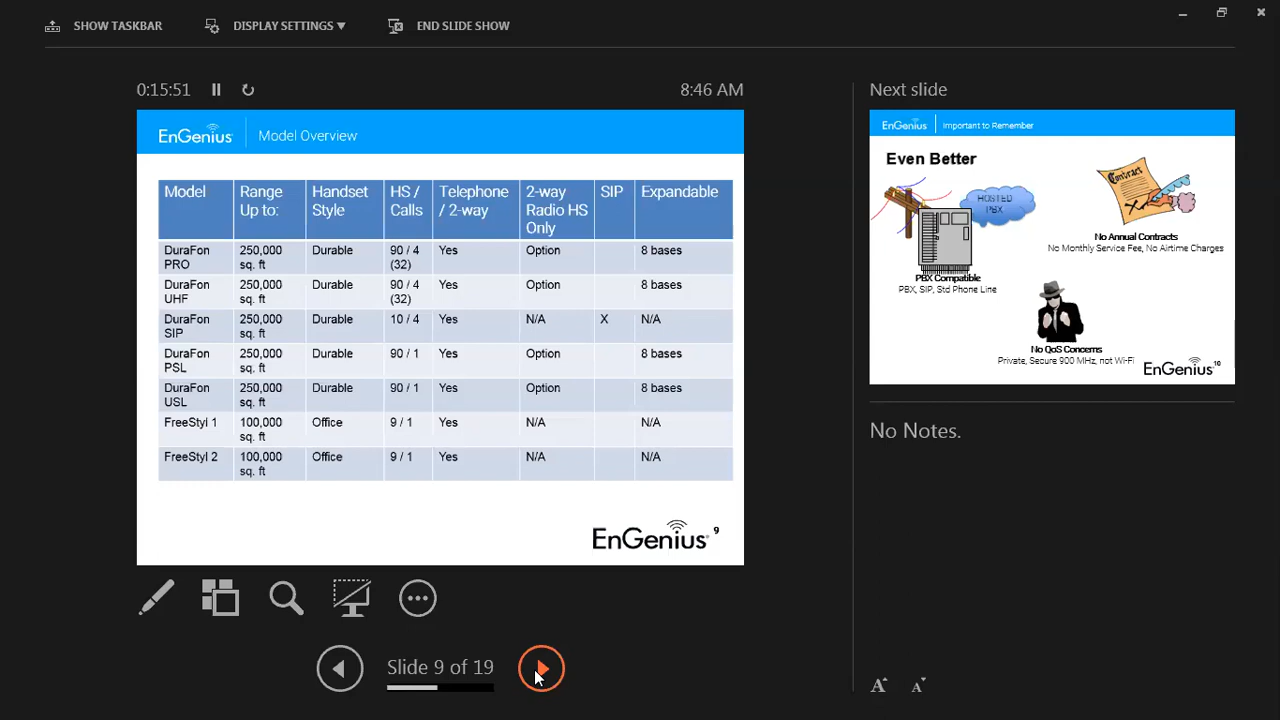 SHOW TASKBAR DISPLAY SETTINGS ▼ END SLIDE SHOW
0:15:51 8:46 AM
EnGenius Model Overview
Model Range Up to: Handset Style HS / Calls Telephone / 2-way 2-way Radio HS Only SIP Expandable
DuraFon PRO 250,000 sq. ft Durable 90 / 4 (32) Yes Option 8 bases
DuraFon UHF 250,000 sq. ft Durable 90 / 4 (32) Yes Option 8 bases
DuraFon SIP 250,000 sq. ft Durable 10 / 4 Yes N/A X N/A
DuraFon PSL 250,000 sq. ft Durable 90 / 1 Yes Option 8 bases
DuraFon USL 250,000 sq. ft Durable 90 / 1 Yes Option 8 bases
FreeStyl 1 100,000 sq. ft Office 9 / 1 Yes N/A N/A
FreeStyl 2 100,000 sq. ft Office 9 / 1 Yes N/A N/A
EnGenius 9
Slide 9 of 19
Next slide
EnGenius Important to Remember
Even Better
HOSTED
PBX
Contract
No Annual Contracts
No Monthly Service Fee, No Airtime Charges
PBX Compatible
PBX, SIP, Std Phone Line
No QoS Concerns
Private, Secure 900 MHz, not Wi-Fi
EnGenius 10
No Notes.
A A